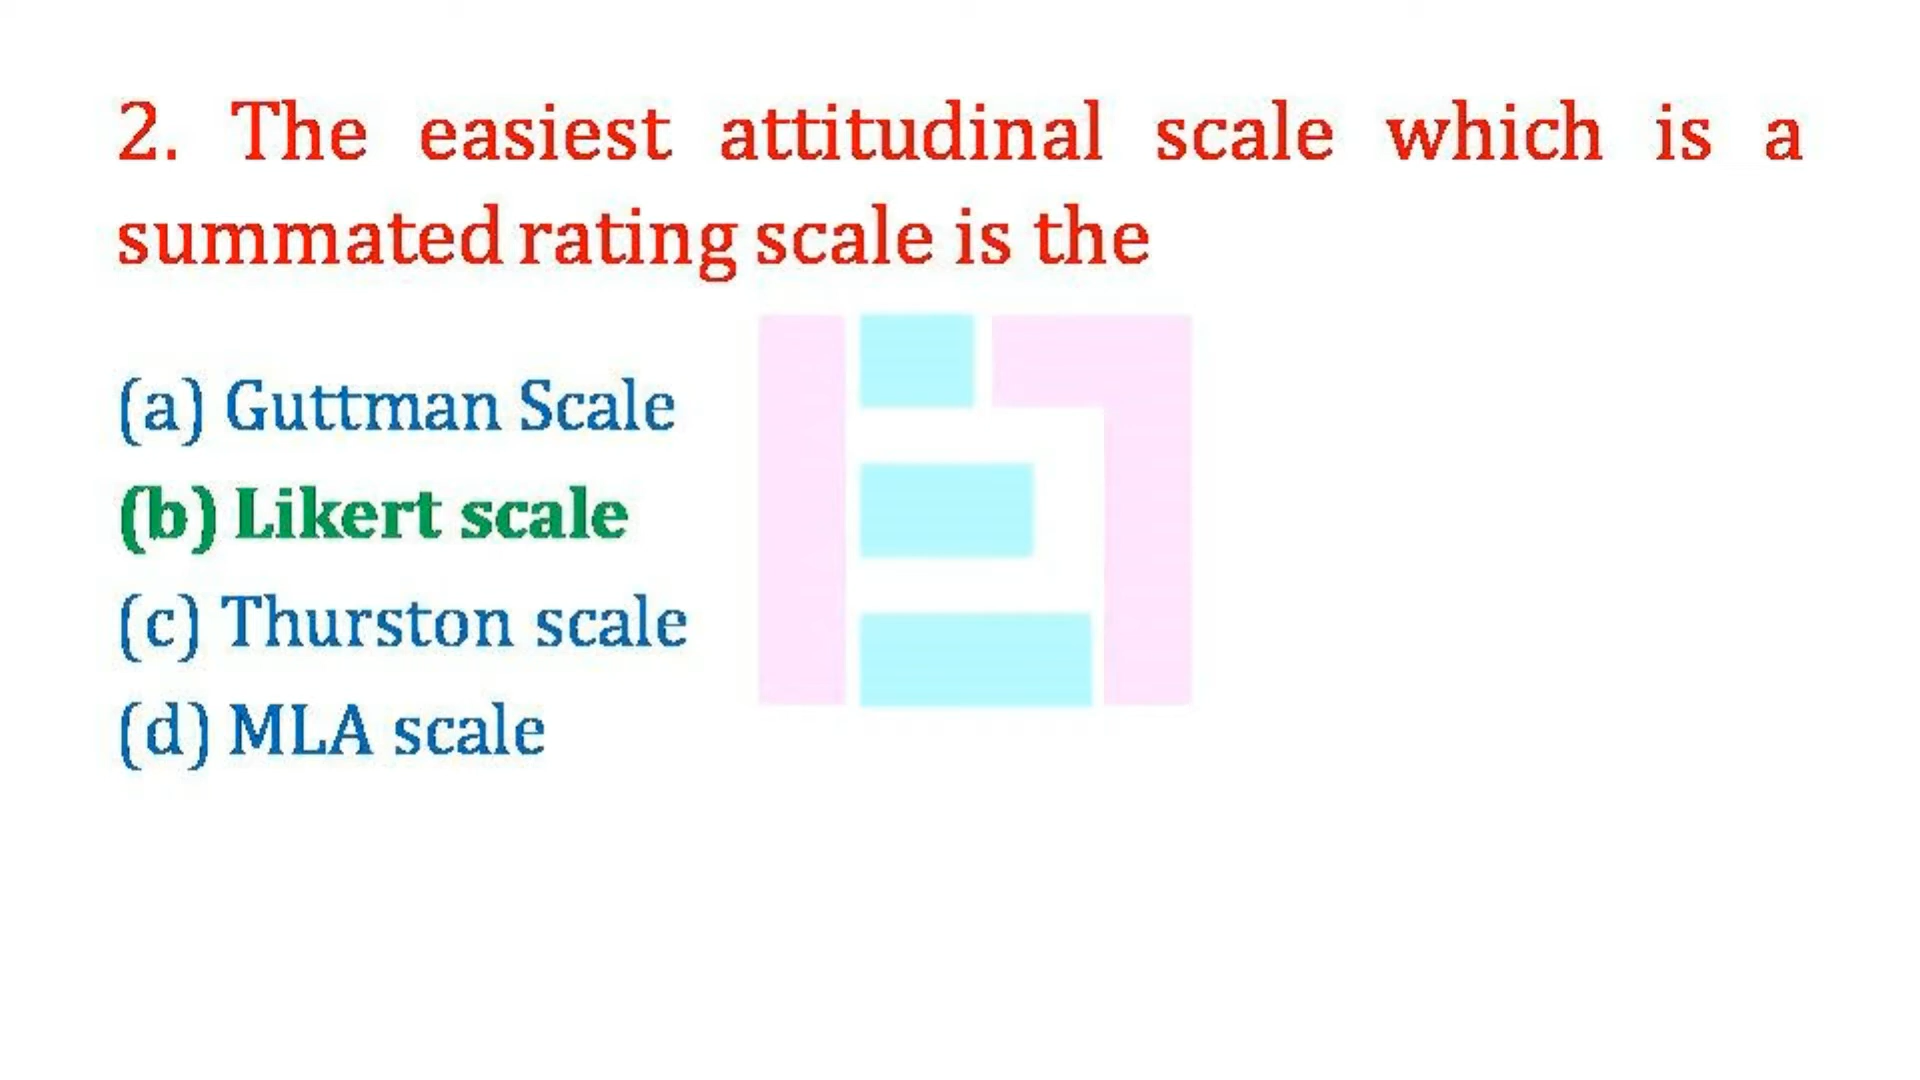 2. The easiest attitudinal scale which is a
summated rating scale is the
(a) Guttman Scale
(b) Likert scale
(c) Thurston scale
(d) MLA scale